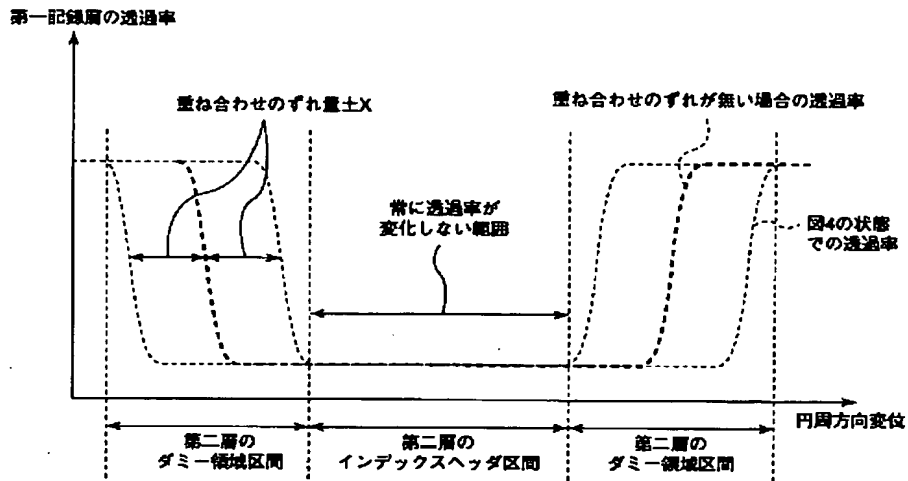 第一記録層の透過率
重ね合わせのずれ量±X
重ね合わせのずれが無い場合の透過率
常に透過率が
変化しない範囲
図4の状態
での透過率
円周方向変位
第二層の
ダミー領域区間
第二層の
インデックスヘッダ区間
第二層の
ダミー領域区間